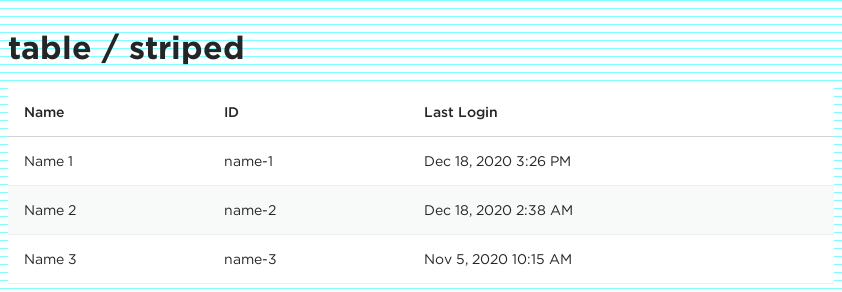 table / striped
Name ID Last Login
Name 1 name-1 Dec 18, 2020 3:26 PM
Name 2 name-2 Dec 18, 2020 2:38 AM
Name 3 name-3 Nov 5, 2020 10:15 AM